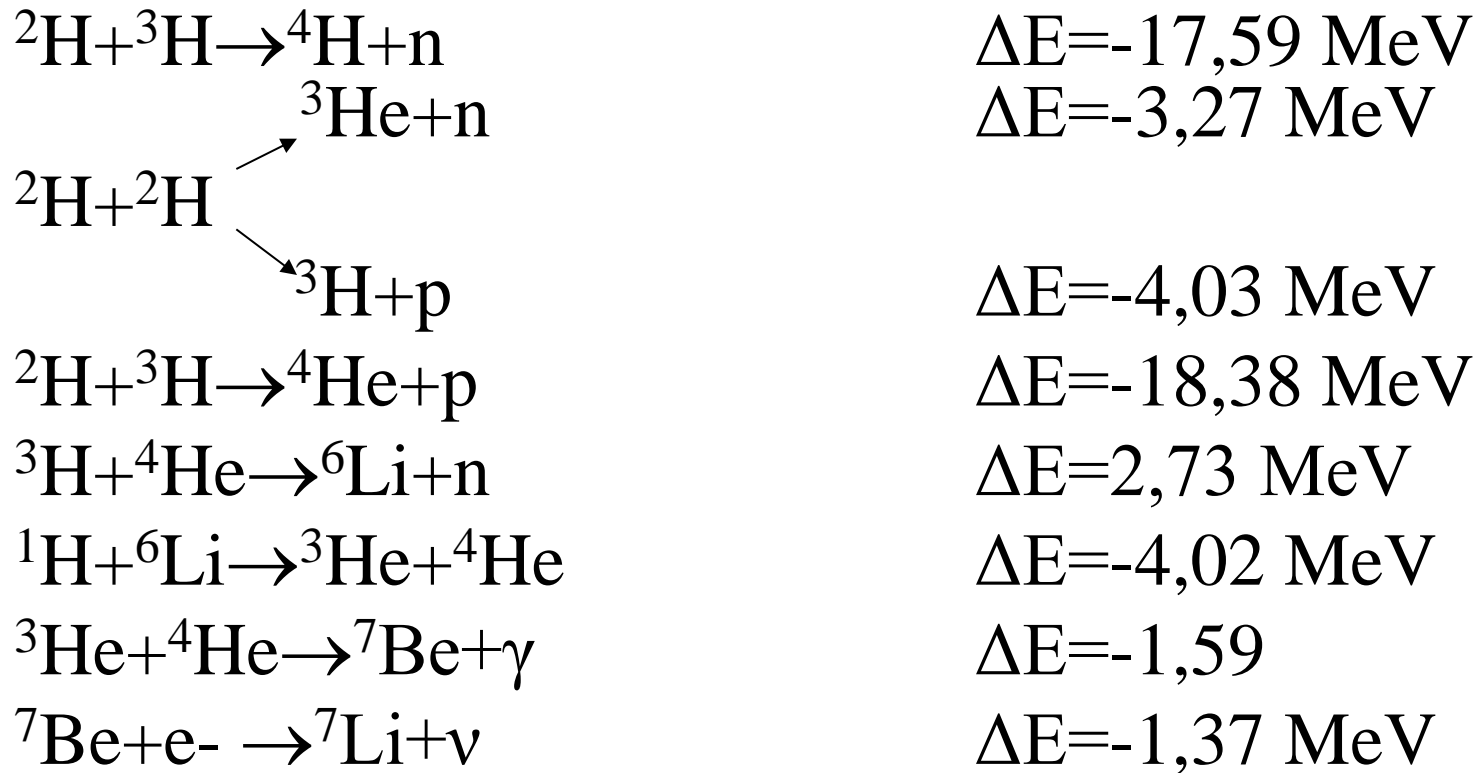 ²H+³H→⁴H+n ΔE=-17,59 MeV
³He+n ΔE=-3,27 MeV
²H+²H
³H+p ΔE=-4,03 MeV
²H+³H→⁴He+p ΔE=-18,38 MeV
³H+⁴He→⁶Li+n ΔE=2,73 MeV
¹H+⁶Li→³He+⁴He ΔE=-4,02 MeV
³He+⁴He→⁷Be+γ ΔE=-1,59
⁷Be+e- →⁷Li+ν ΔE=-1,37 MeV